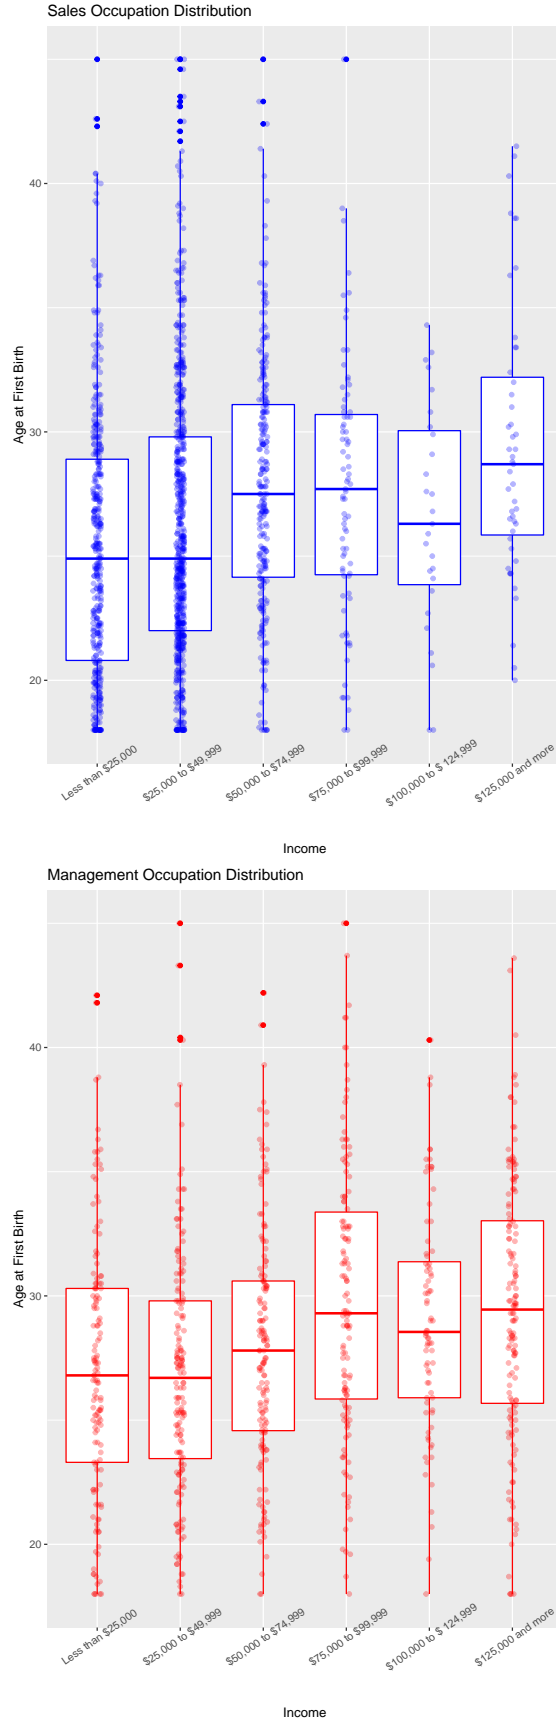 Sales Occupation Distribution
Age at First Birth
40
30
20
Less than $25,000
$25,000 to $49,999
$50,000 to $74,999
$75,000 to $99,999
$100,000 to $ 124,999
$125,000 and more
Income
Management Occupation Distribution
Age at First Birth
40
30
20
Less than $25,000
$25,000 to $49,999
$50,000 to $74,999
$75,000 to $99,999
$100,000 to $ 124,999
$125,000 and more
Income